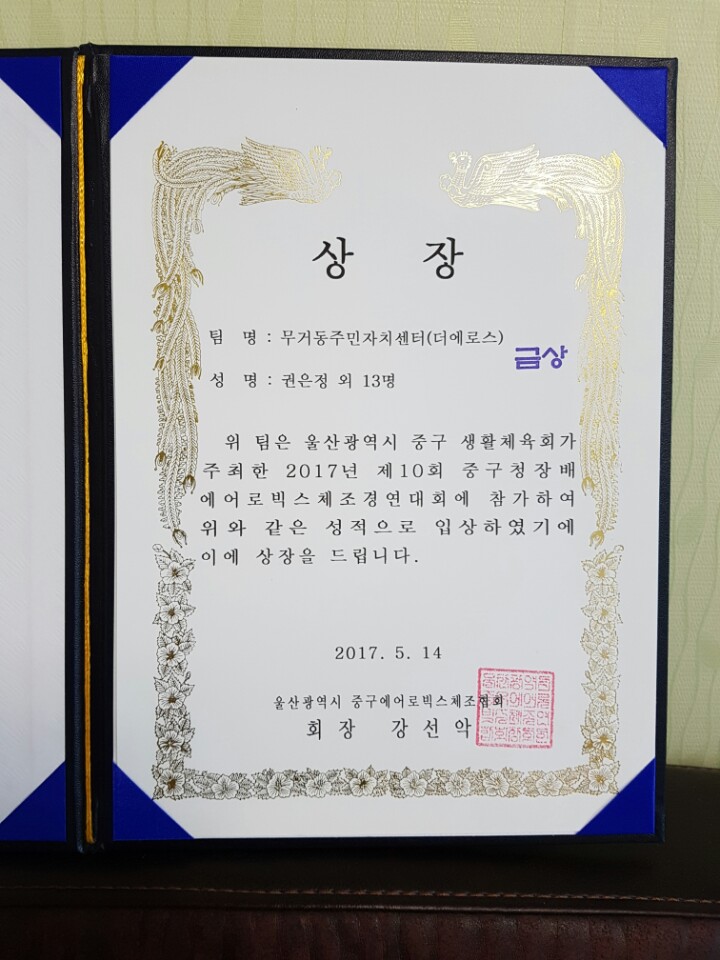 상 장
팀 명 : 무거동주민자치센터(더에로스)
금상
성 명 : 권은정 외 13명
위 팀은 울산광역시 중구 생활체육회가
주최한 2017년 제10회 중구청장배
에어로빅스체조경연대회에 참가하여
위와 같은 성적으로 입상하였기에
이에 상장을 드립니다.
2017. 5. 14
울산광역시 중구에어로빅스체조협회
회 장 강 선 악